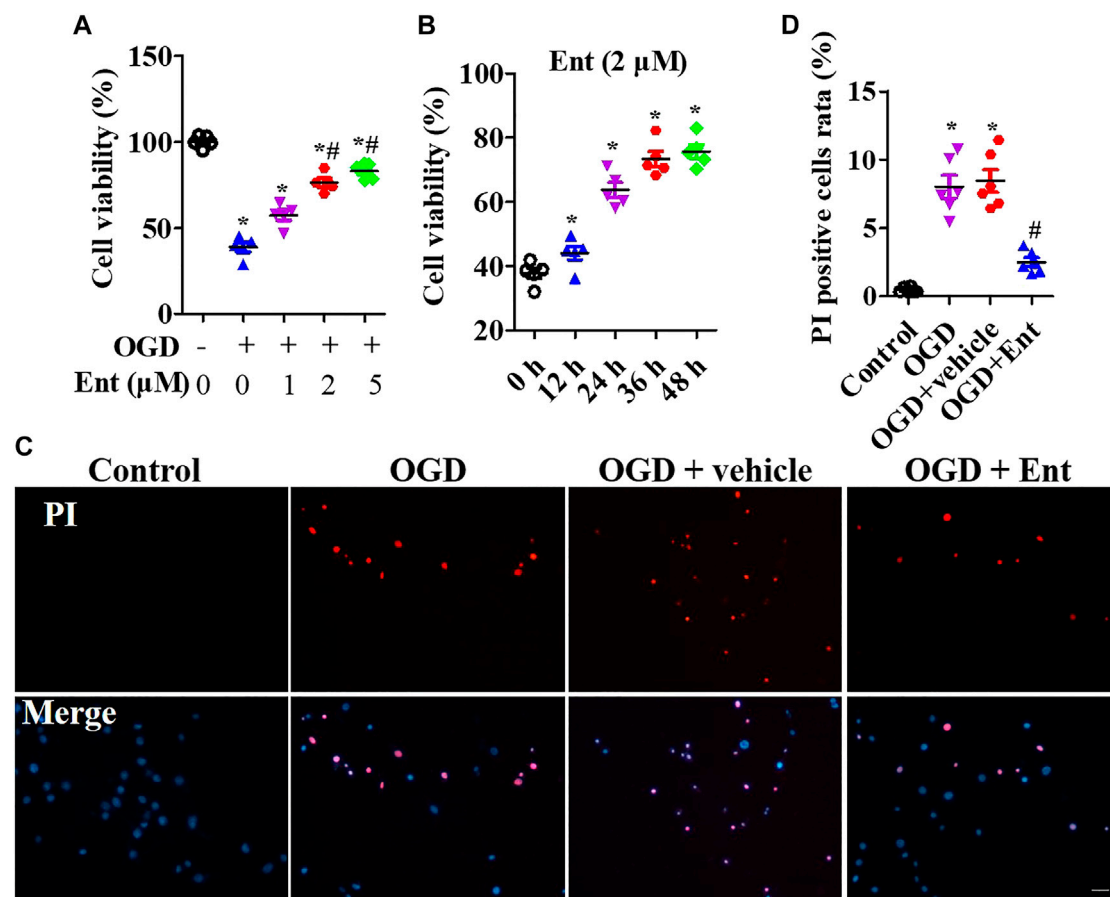 A
Cell viability (%)
150
100
50
0
*
*
*#
*#
OGD - + + + +
Ent (µM) 0 0 1 2 5
B
Ent (2 µM)
Cell viability (%)
100
80
60
40
20
*
*
*
*
0 h
12 h
24 h
36 h
48 h
D
PI positive cells rata (%)
15
10
5
0
*
*
#
Control
OGD
OGD+vehicle
OGD+Ent
C
Control OGD OGD + vehicle OGD + Ent
PI
Merge